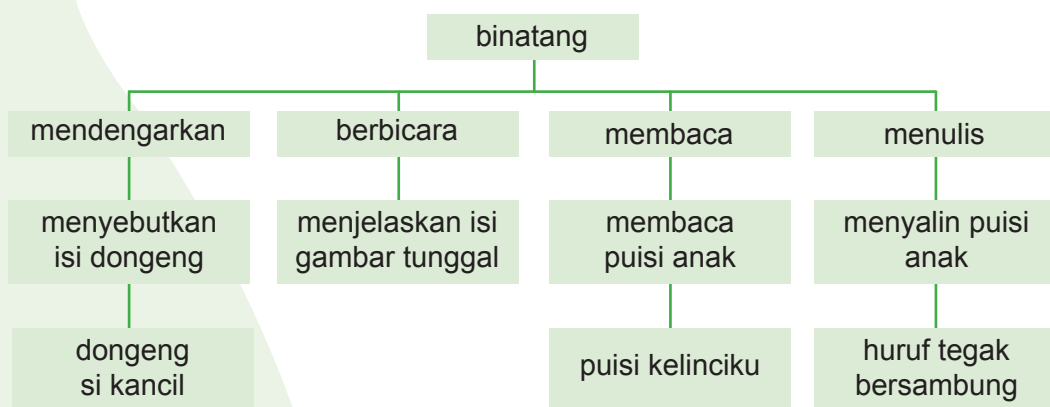 binatang
mendengarkan
berbicara
membaca
menulis
menyebutkan
isi dongeng
menjelaskan isi
gambar tunggal
membaca
puisi anak
menyalin puisi
anak
dongeng
si kancil
puisi kelinciku
huruf tegak
bersambung